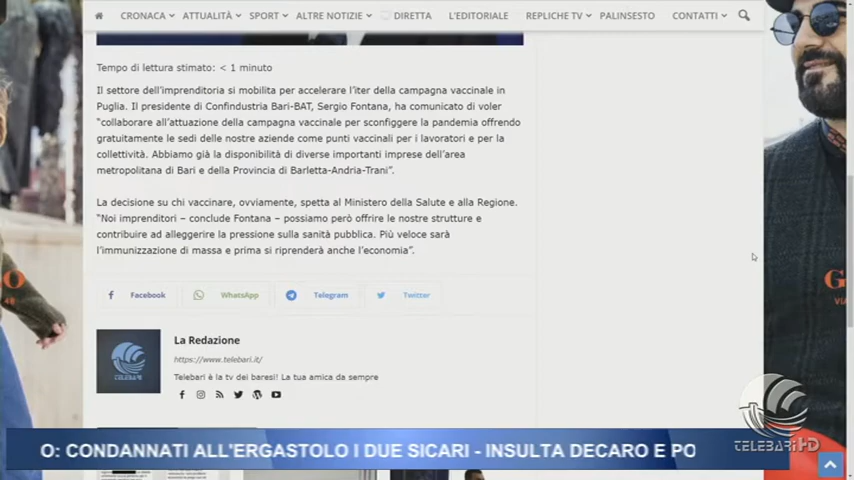 CRONACA ATTUALITÀ SPORT ALTRE NOTIZIE DIRETTA L'EDITORIALE REPLICHE TV PALINSESTO CONTATTI
Tempo di lettura stimato: < 1 minuto
Il settore dell'imprenditoria si mobilita per accelerare l'iter della campagna vaccinale in
Puglia. Il presidente di Confindustria Bari-BAT, Sergio Fontana, ha comunicato di voler
"collaborare all'attuazione della campagna vaccinale per sconfiggere la pandemia offrendo
gratuitamente le sedi delle nostre aziende come punti vaccinali per i lavoratori e per la
collettività. Abbiamo già la disponibilità di diverse importanti imprese dell'area
metropolitana di Bari e della Provincia di Barletta-Andria-Trani".
La decisione su chi vaccinare, ovviamente, spetta al Ministero della Salute e alla Regione.
"Noi imprenditori – conclude Fontana – possiamo però offrire le nostre strutture e
contribuire ad alleggerire la pressione sulla sanità pubblica. Più veloce sarà
l'immunizzazione di massa e prima si riprenderà anche l'economia".
Facebook WhatsApp Telegram Twitter
La Redazione
https://www.telebari.it/
Telebari è la tv dei baresi! La tua amica da sempre
TELEBARI
TELEBARI HD
O: CONDANNATI ALL'ERGASTOLO I DUE SICARI - INSULTA DECARO E PO